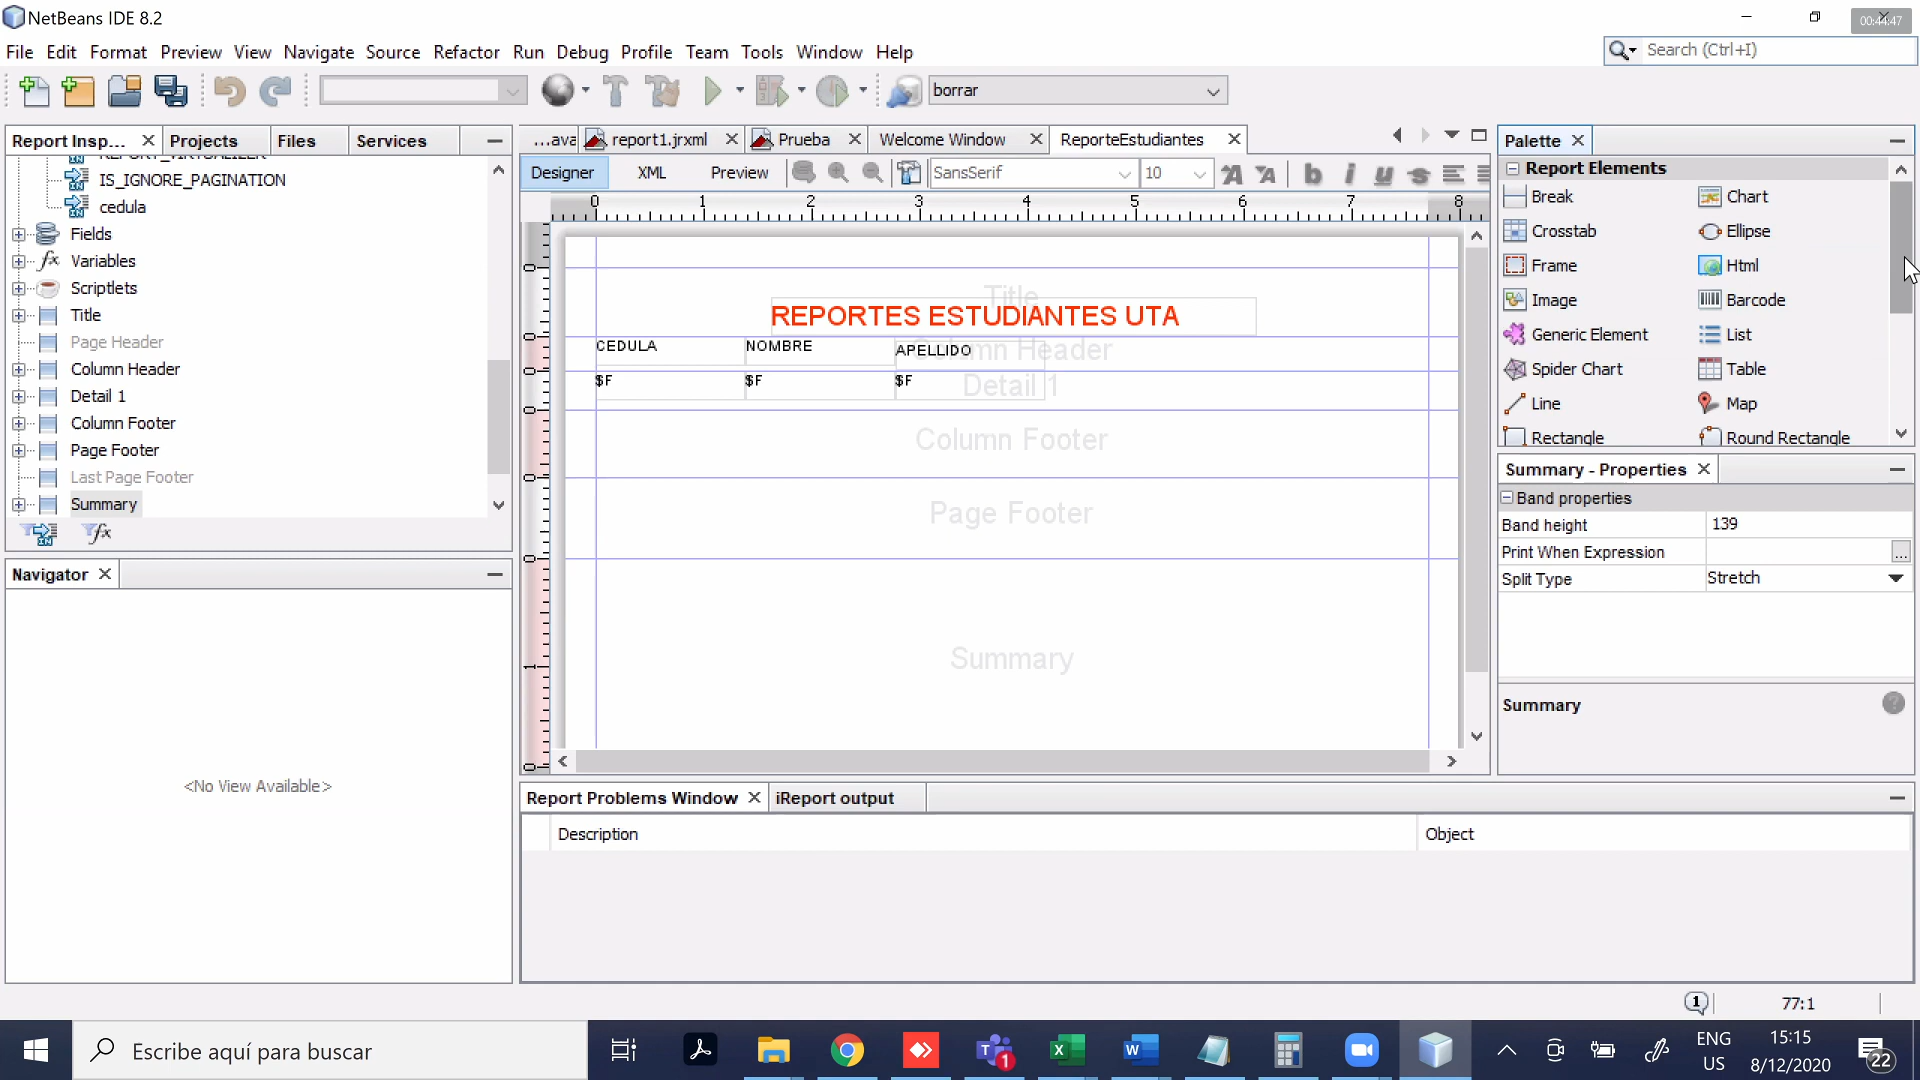 NetBeans IDE 8.2
00:44:47
File Edit Format Preview View Navigate Source Refactor Run Debug Profile Team Tools Window Help
Search (Ctrl+I)
borrar
Report Insp... Projects Files Services
...ava report1.jrxml Prueba Welcome Window ReporteEstudiantes
Palette
Designer XML Preview SansSerif 10
REPORT_VIRTUALIZER
IS_IGNORE_PAGINATION
cedula
Fields
Variables
Scriptlets
Title
Page Header
Column Header
Detail 1
Column Footer
Page Footer
Last Page Footer
Summary
0 1 2 3 4 5 6 7 8
Title
REPORTES ESTUDIANTES UTA
CEDULA NOMBRE APELLIDO
Column Header
$F $F $F
Detail 1
Column Footer
Page Footer
Summary
Report Elements
Break Chart
Crosstab Ellipse
Frame Html
Image Barcode
Generic Element List
Spider Chart Table
Line Map
Rectangle Round Rectangle
Summary - Properties
Band properties
Band height 139
Print When Expression ...
Split Type Stretch
Summary
Navigator
<No View Available>
Report Problems Window iReport output
Description Object
1 77:1
Escribe aquí para buscar
1
ENG
US
15:15
8/12/2020
22